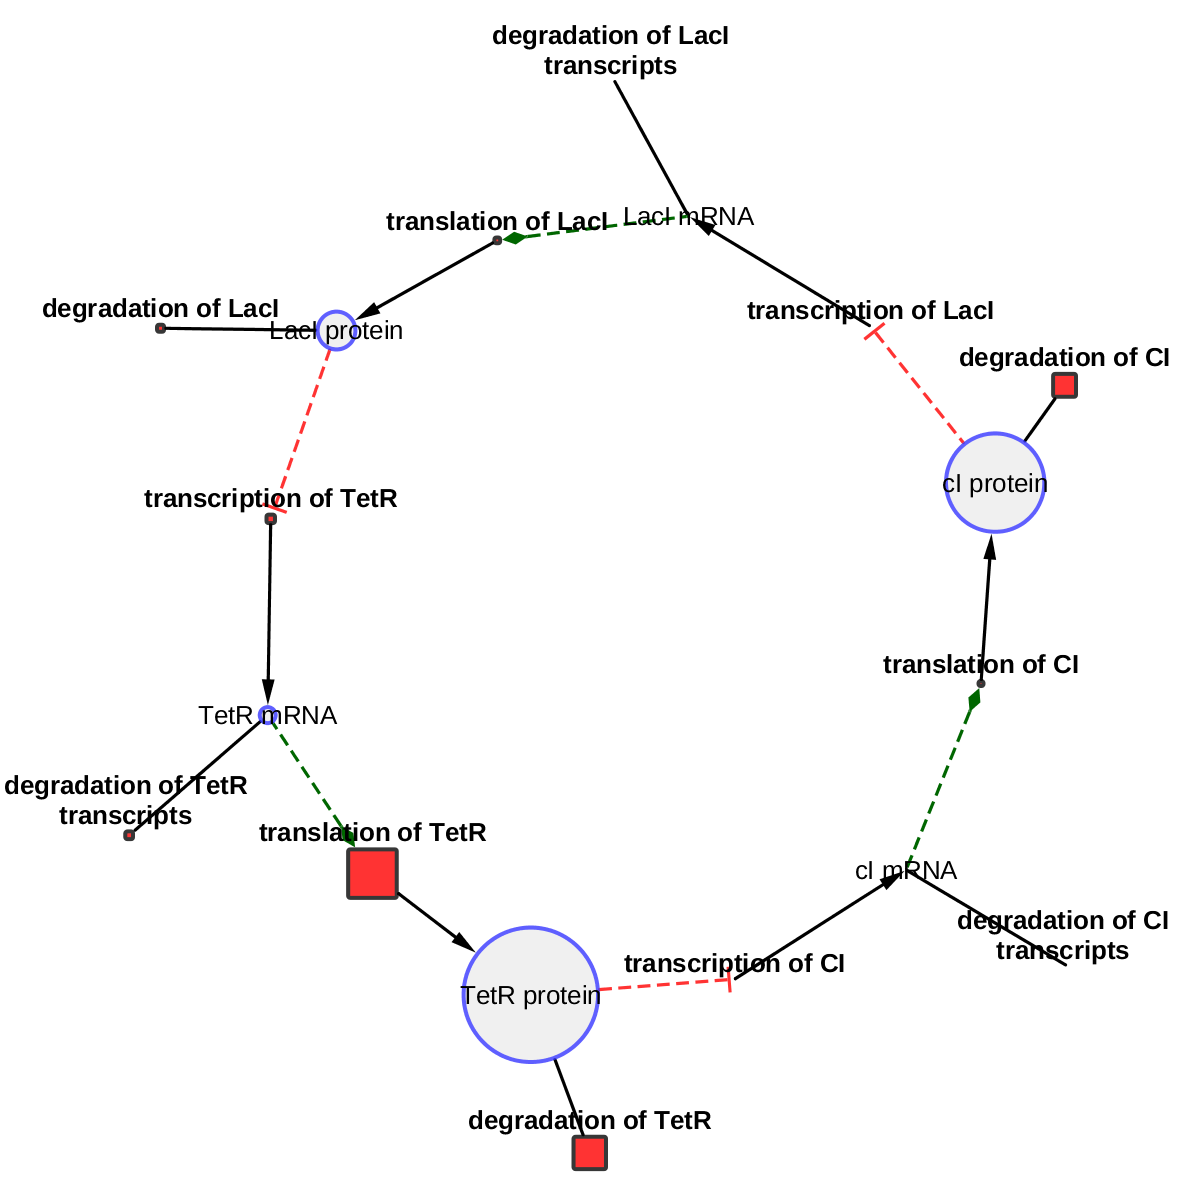 degradation of LacI
transcripts
LacI mRNA
translation of LacI
degradation of LacI
LacI protein
transcription of LacI
degradation of CI
cI protein
transcription of TetR
translation of CI
TetR mRNA
degradation of TetR
transcripts
translation of TetR
cI mRNA
degradation of CI
transcripts
transcription of CI
TetR protein
degradation of TetR